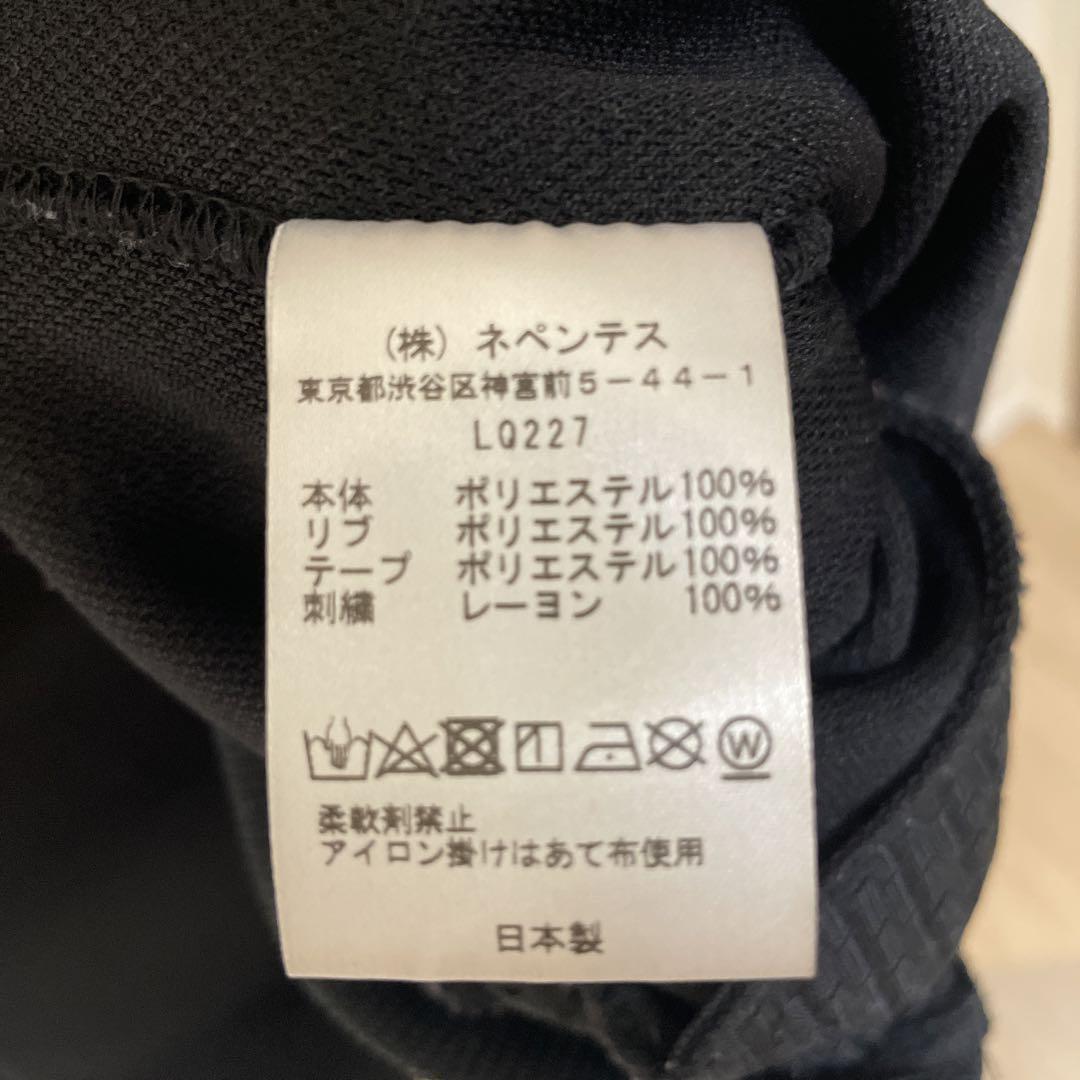 (株) ネペンテス
東京都渋谷区神宮前5-44-1
LQ227
本体 ポリエステル100%
リブ ポリエステル100%
テープ ポリエステル100%
刺繍 レーヨン 100%
W
柔軟剤禁止
アイロン掛けはあて布使用
日本製